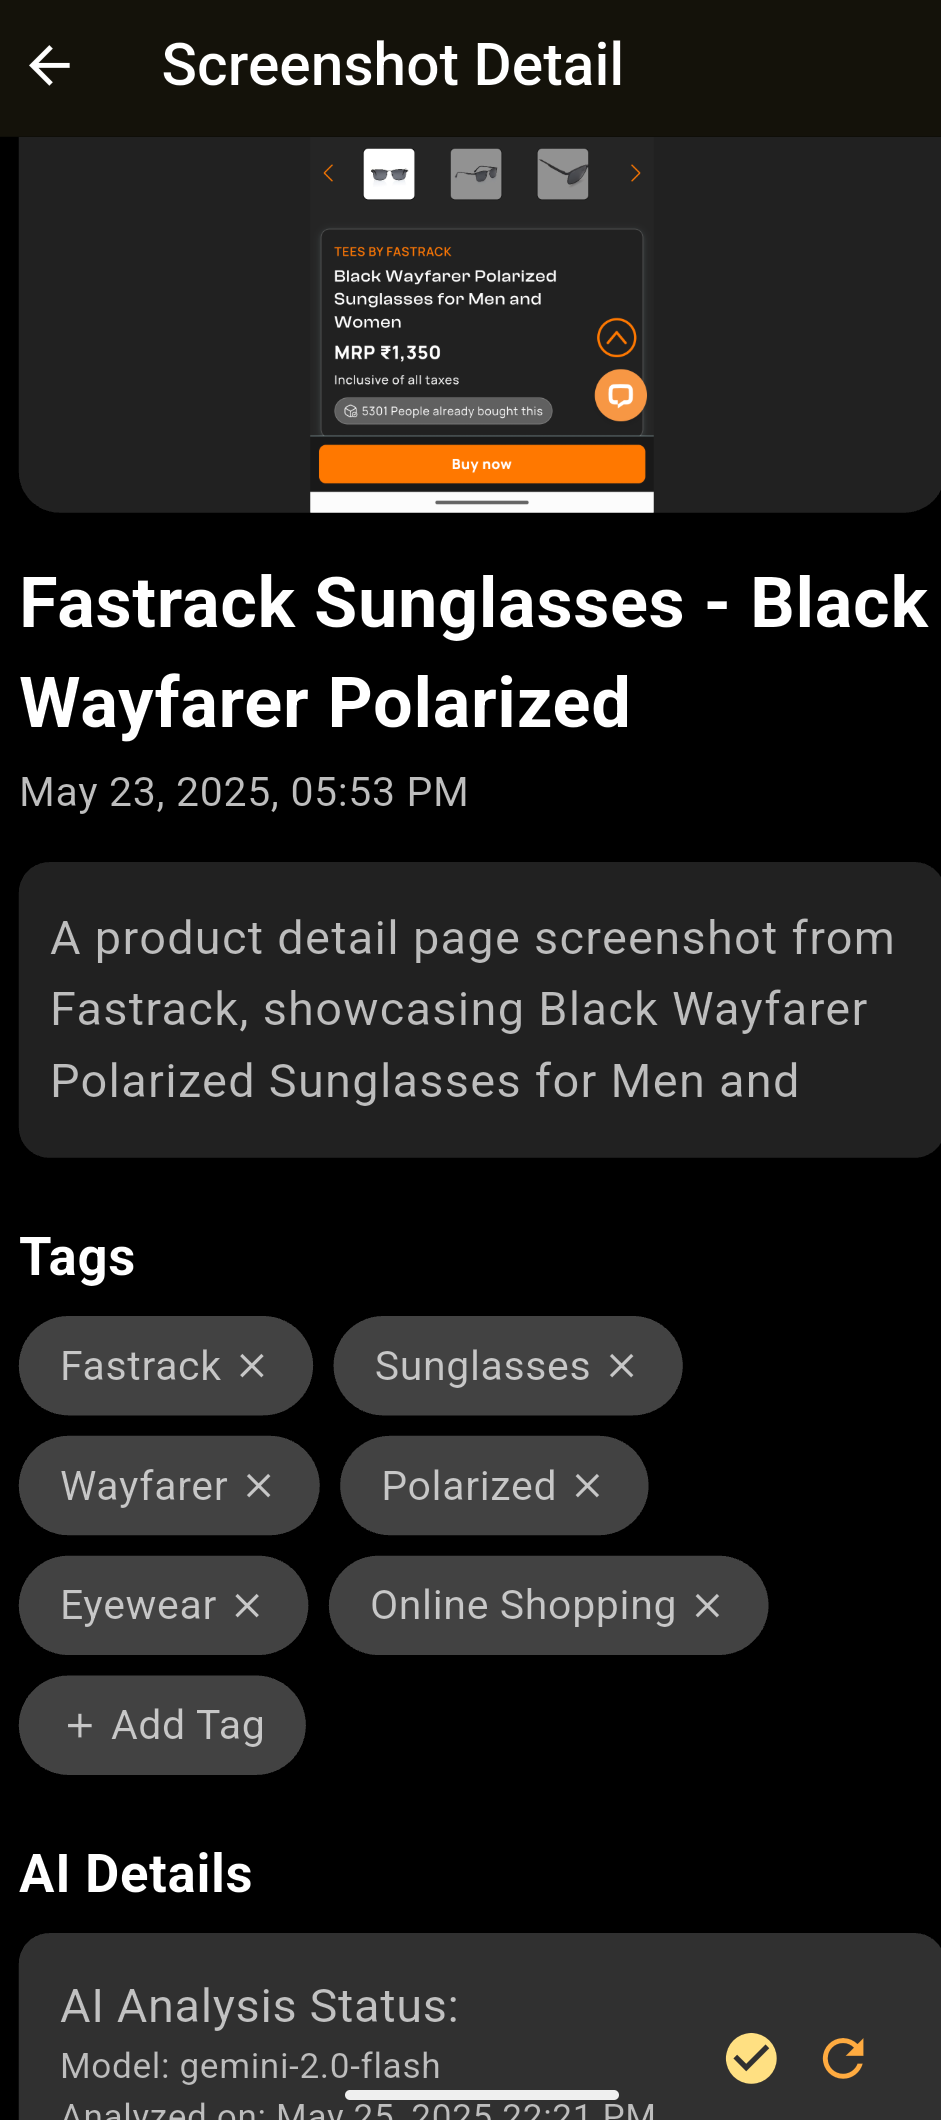 Screenshot Detail
TEES BY FASTRACK
Black Wayfarer Polarized
Sunglasses for Men and
Women
MRP ₹1,350
Inclusive of all taxes
5301 People already bought this
Buy now
Fastrack Sunglasses - Black
Wayfarer Polarized
May 23, 2025, 05:53 PM
A product detail page screenshot from
Fastrack, showcasing Black Wayfarer
Polarized Sunglasses for Men and
Tags
Fastrack
Sunglasses
Wayfarer
Polarized
Eyewear
Online Shopping
+ Add Tag
AI Details
AI Analysis Status:
Model: gemini-2.0-flash
Analyzed on: May 25, 2025 22:21 PM